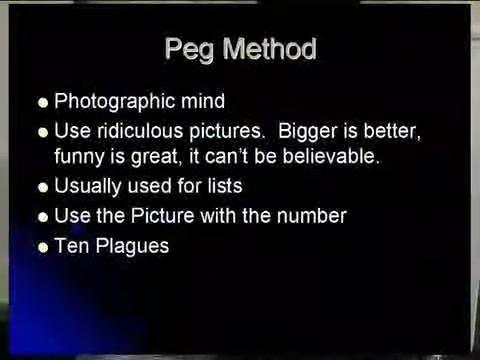 Peg Method
Photographic mind
Use ridiculous pictures.  Bigger is better,
funny is great, it can't be believable.
Usually used for lists
Use the Picture with the number
Ten Plagues